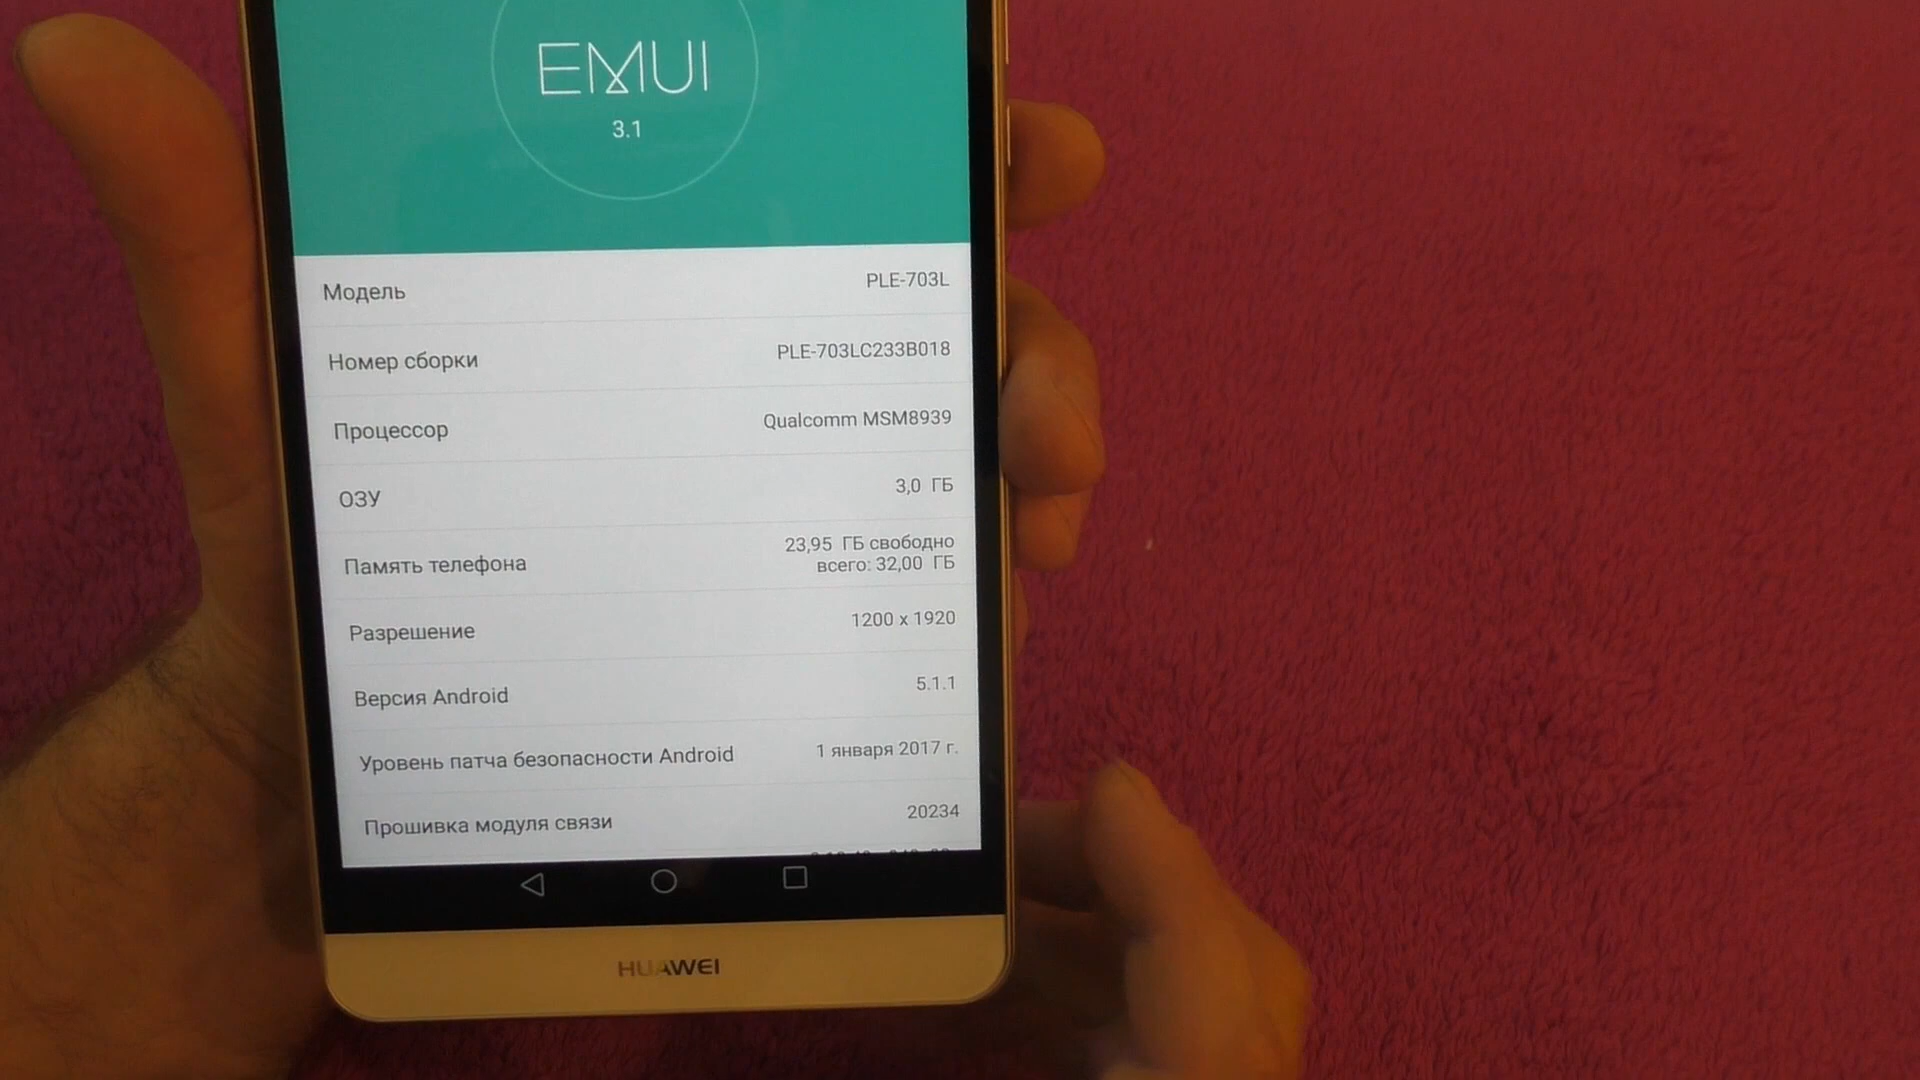 EMUI
3.1
Модель PLE-703L
Номер сборки PLE-703LC233B018
Процессор Qualcomm MSM8939
ОЗУ 3,0 ГБ
Память телефона 23,95 ГБ свободно
всего: 32,00 ГБ
Разрешение 1200 x 1920
Версия Android 5.1.1
Уровень патча безопасности Android 1 января 2017 г.
Прошивка модуля связи 20234
HUAWEI